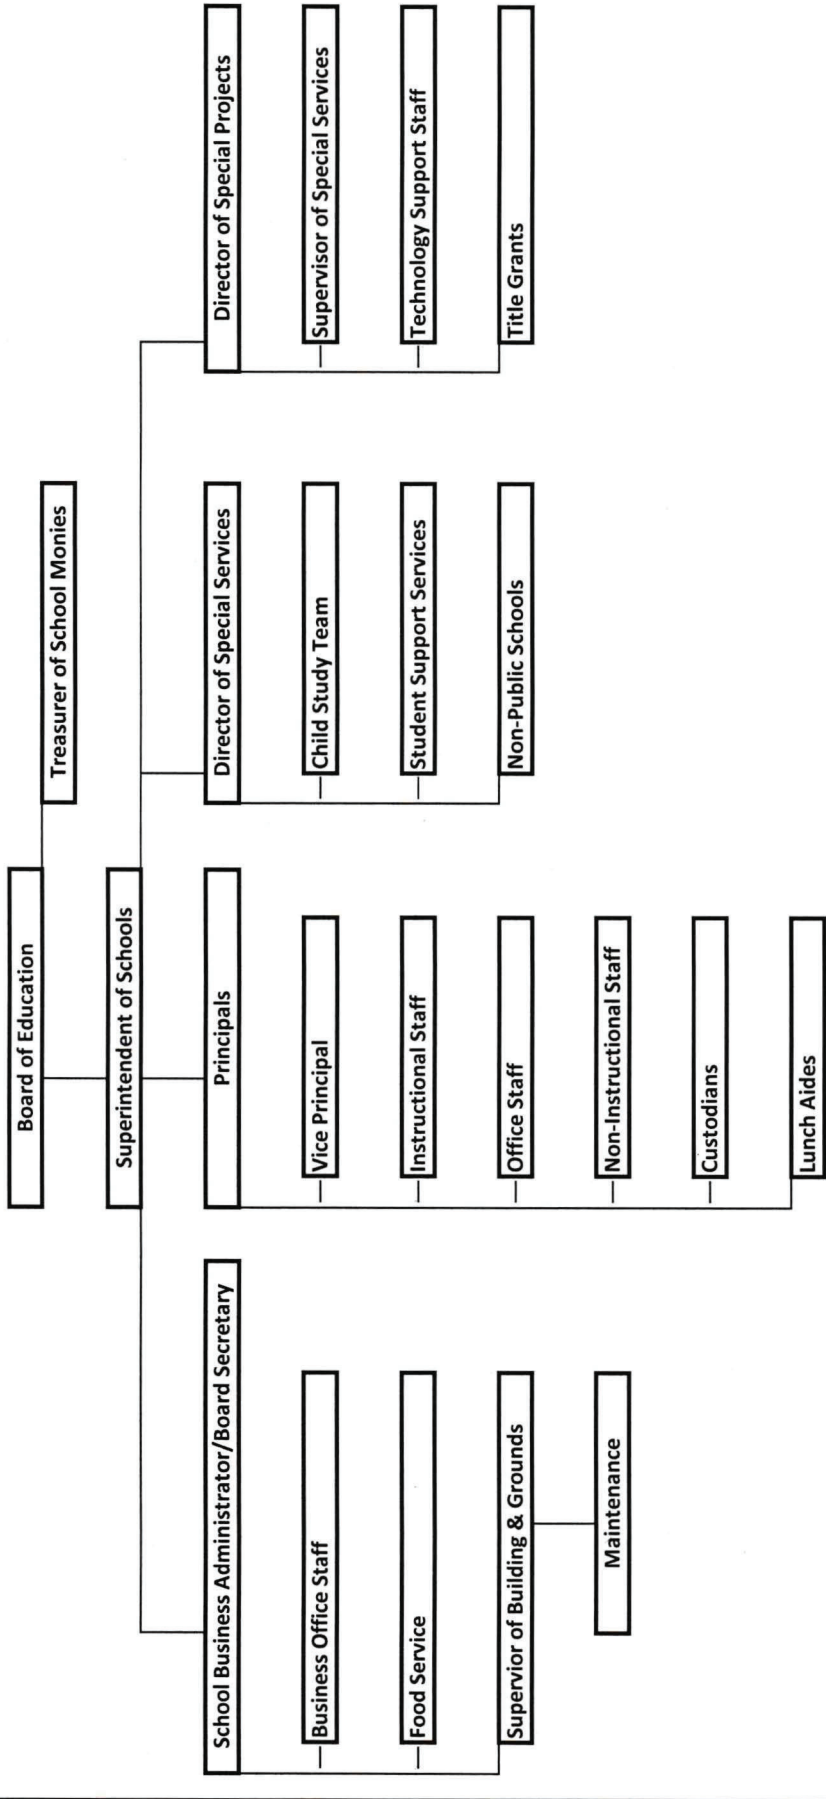 Board of Education
Treasurer of School Monies
Superintendent of Schools
School Business Administrator/Board Secretary
Principals
Director of Special Services
Director of Special Projects
Business Office Staff
Vice Principal
Child Study Team
Supervisor of Special Services
Food Service
Instructional Staff
Student Support Services
Technology Support Staff
Supervior of Building & Grounds
Office Staff
Non-Public Schools
Title Grants
Maintenance
Non-Instructional Staff
Custodians
Lunch Aides